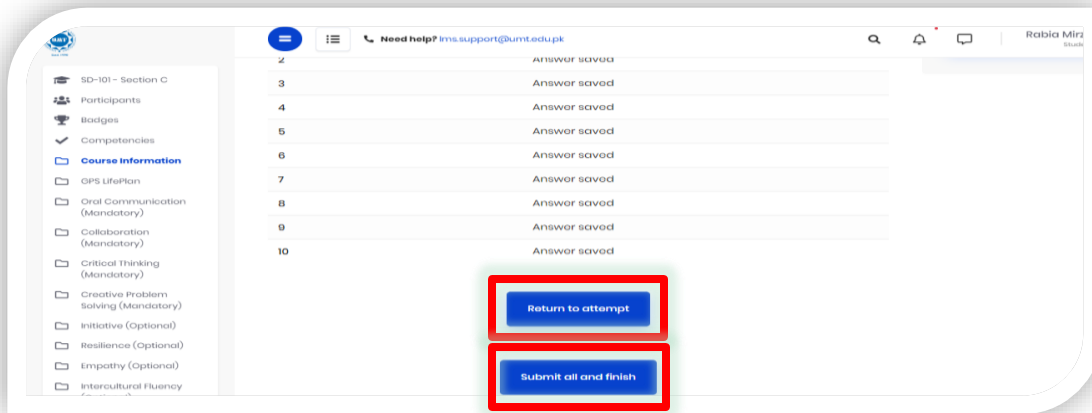 UMT
Need help? lms.support@umt.edu.pk
Rabia Mirz
Stude
SD-101 - Section C
Participants
Badges
Competencies
Course Information
GPS LifePlan
Oral Communication
(Mandatory)
Collaboration
(Mandatory)
Critical Thinking
(Mandatory)
Creative Problem
Solving (Mandatory)
Initiative (Optional)
Resilience (Optional)
Empathy (Optional)
Intercultural Fluency
2 Answer saved
3 Answer saved
4 Answer saved
5 Answer saved
6 Answer saved
7 Answer saved
8 Answer saved
9 Answer saved
10 Answer saved
Return to attempt
Submit all and finish